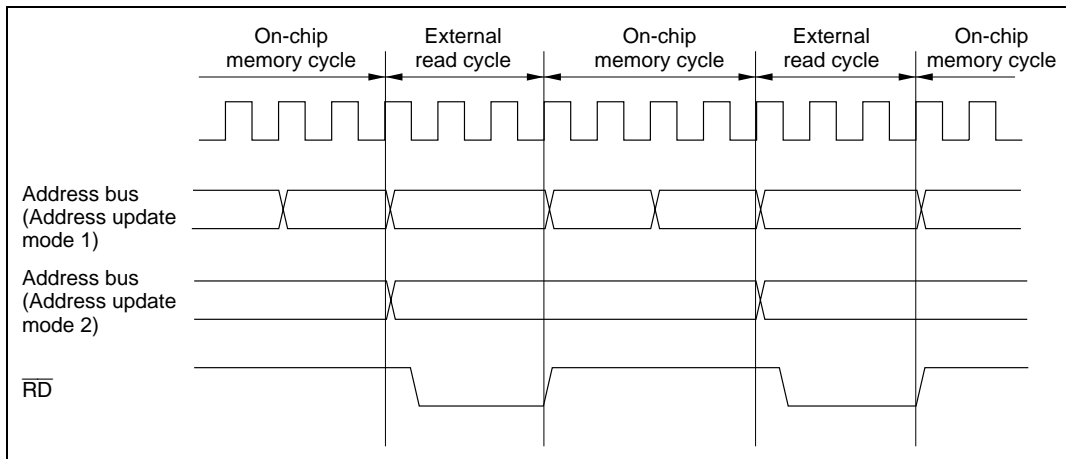 On-chip
memory cycle
External
read cycle
On-chip
memory cycle
External
read cycle
On-chip
memory cycle
Address bus
(Address update
mode 1)
Address bus
(Address update
mode 2)
RD